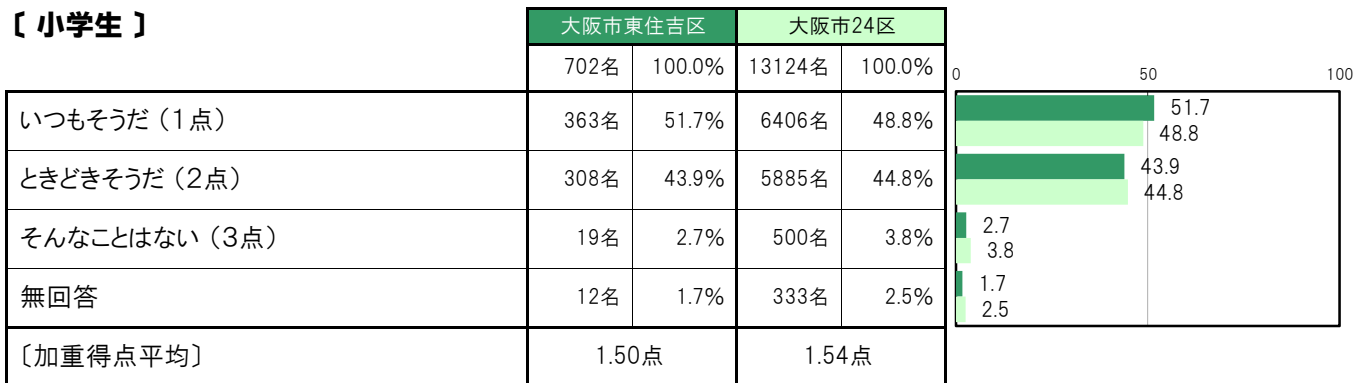 〔 小学生 〕
大阪市東住吉区 大阪市24区
702名 100.0% 13124名 100.0% 0 50 100
いつもそうだ（1点） 363名 51.7% 6406名 48.8% 51.7
48.8
ときどきそうだ（2点） 308名 43.9% 5885名 44.8% 43.9
44.8
そんなことはない（3点） 19名 2.7% 500名 3.8% 2.7
3.8
無回答 12名 1.7% 333名 2.5% 1.7
2.5
〔加重得点平均〕 1.50点 1.54点